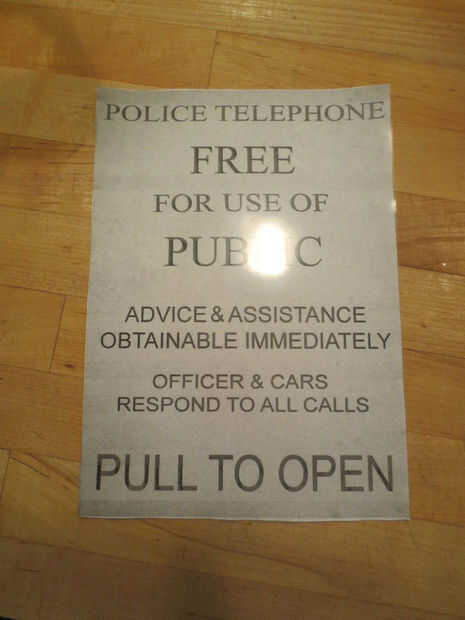 POLICE TELEPHONE
FREE
FOR USE OF
PUBLIC
ADVICE & ASSISTANCE
OBTAINABLE IMMEDIATELY
OFFICER & CARS
RESPOND TO ALL CALLS
PULL TO OPEN